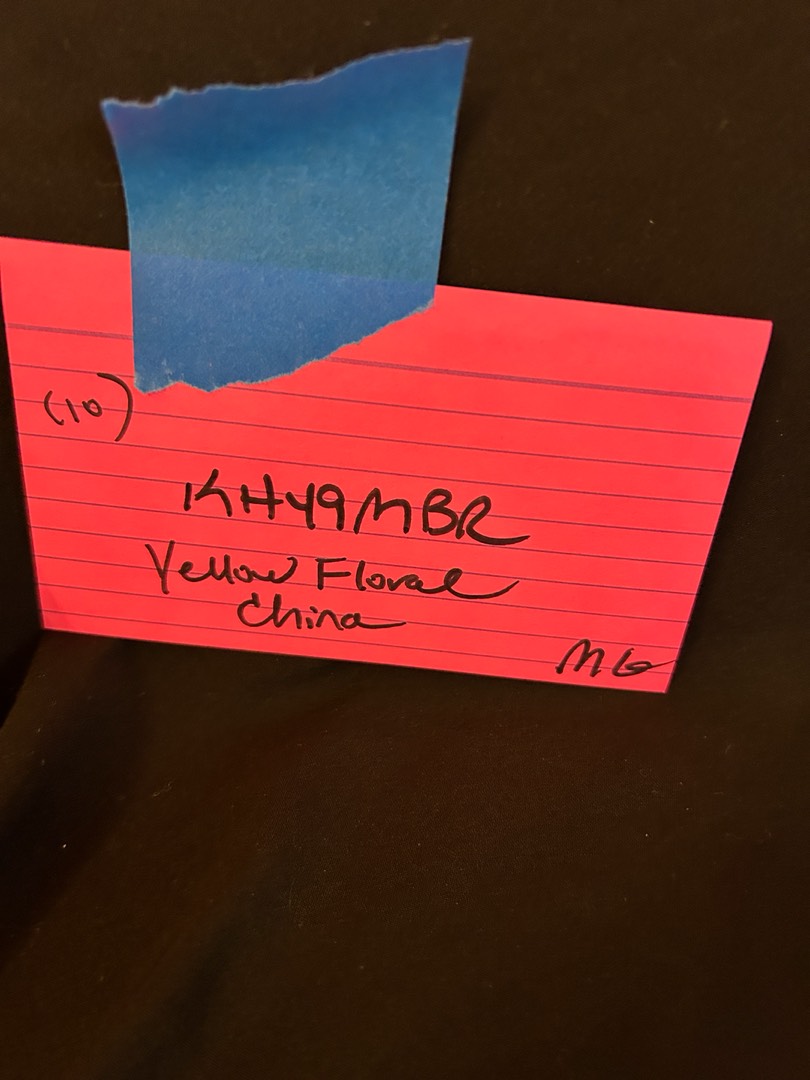 (10)
KH49MBR
Yellow Floral
China
MG